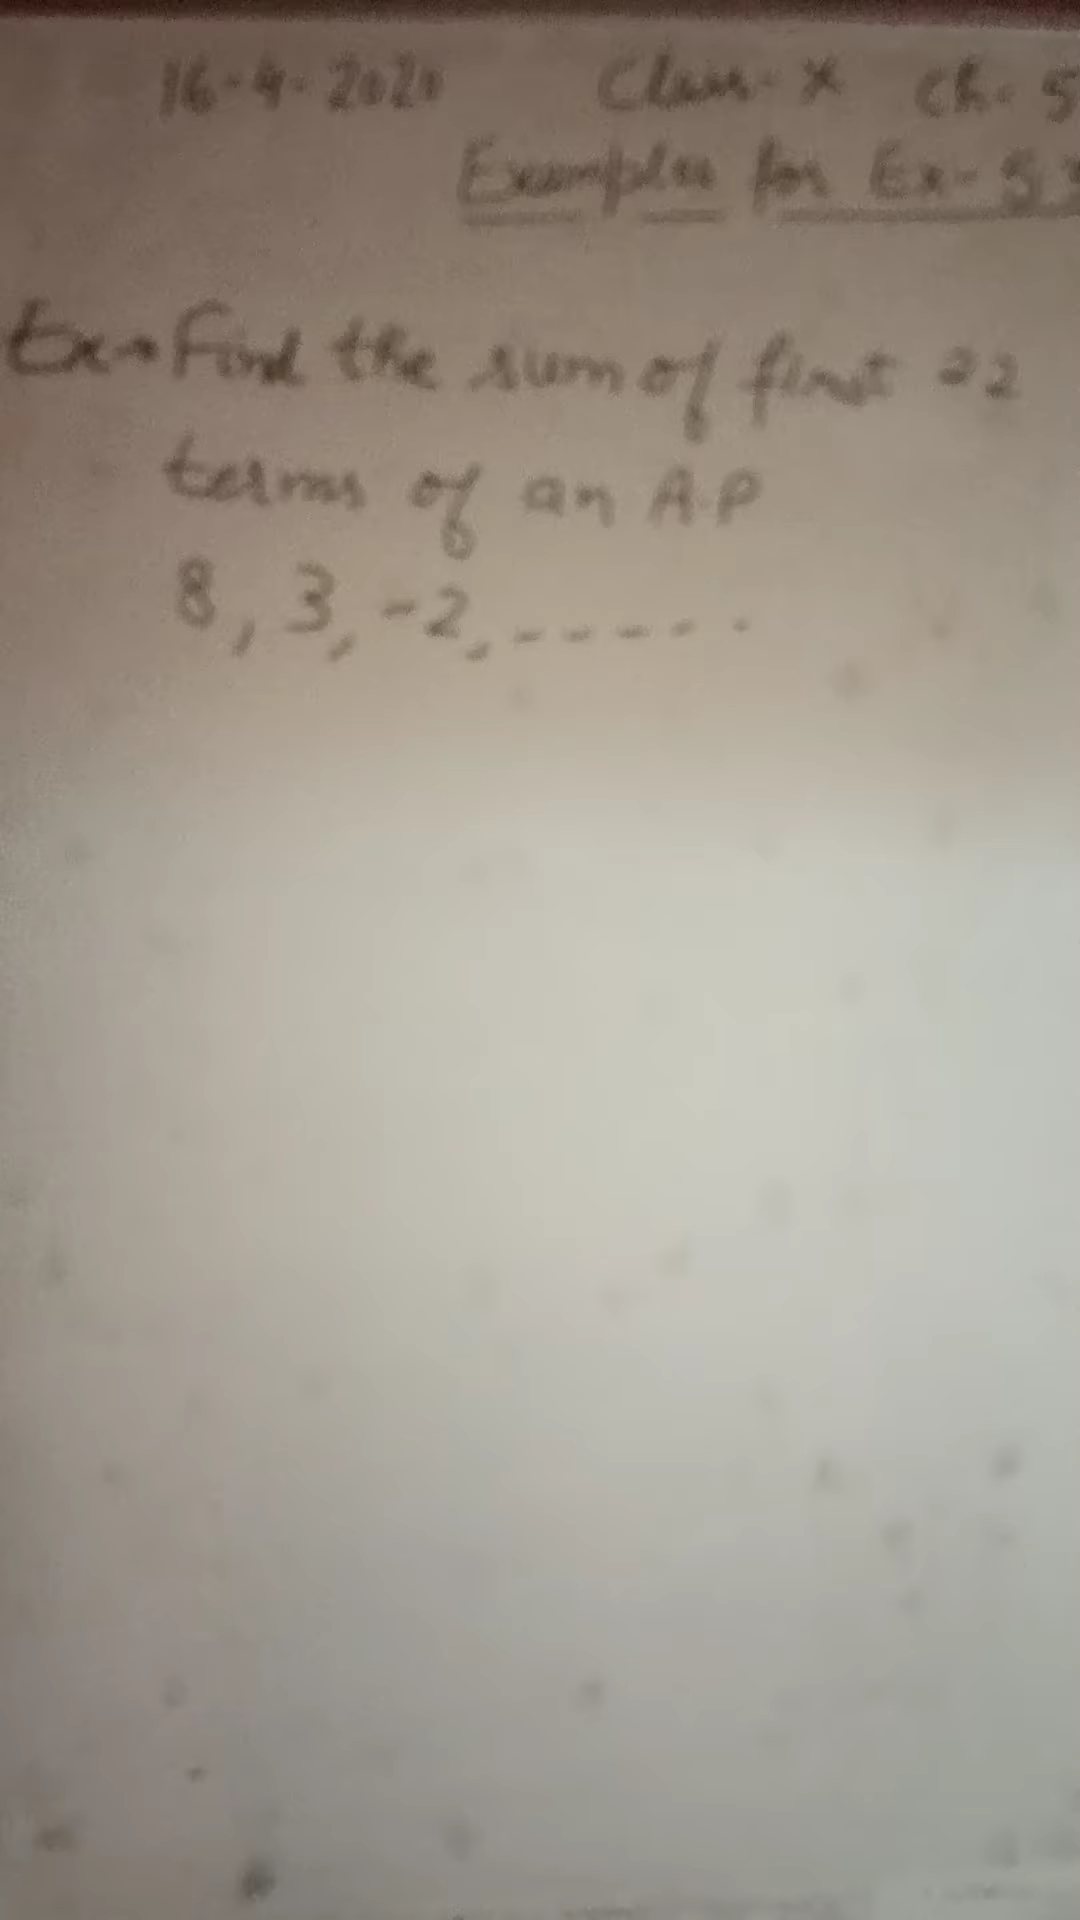 16-4-2020 Class-X Ch-5
Examples for Ex-5.3
Ex→Find the sum of first 22
terms of an A.P
8, 3, -2, ------.